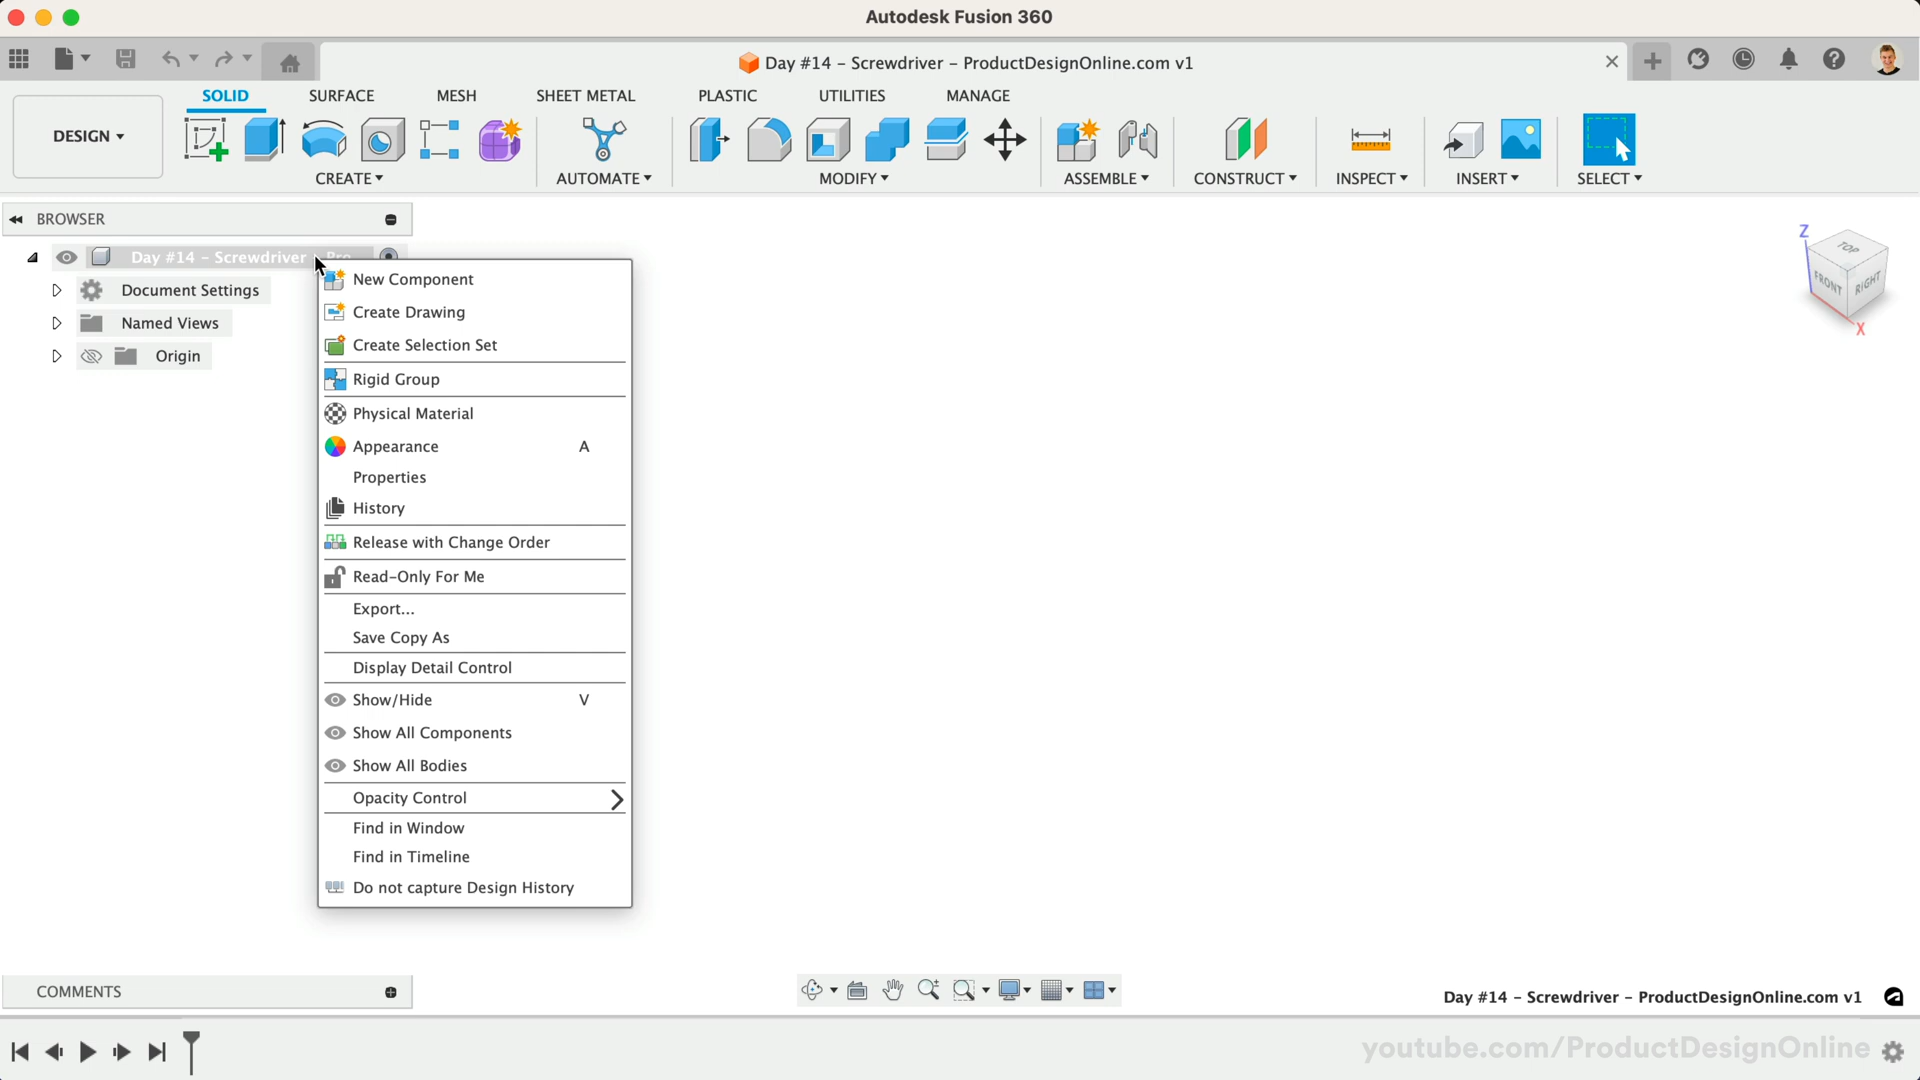 Autodesk Fusion 360
Day #14 – Screwdriver – ProductDesignOnline.com v1
DESIGN
SOLID SURFACE MESH SHEET METAL PLASTIC UTILITIES MANAGE
CREATE AUTOMATE MODIFY ASSEMBLE CONSTRUCT INSPECT INSERT SELECT
BROWSER
Day #14 – Screwdriver – Pro...
Document Settings
Named Views
Origin
New Component
Create Drawing
Create Selection Set
Rigid Group
Physical Material
Appearance A
Properties
History
Release with Change Order
Read-Only For Me
Export...
Save Copy As
Display Detail Control
Show/Hide V
Show All Components
Show All Bodies
Opacity Control
Find in Window
Find in Timeline
Do not capture Design History
Z
TOP
FRONT RIGHT
X
COMMENTS
Day #14 – Screwdriver – ProductDesignOnline.com v1
youtube.com/ProductDesignOnline